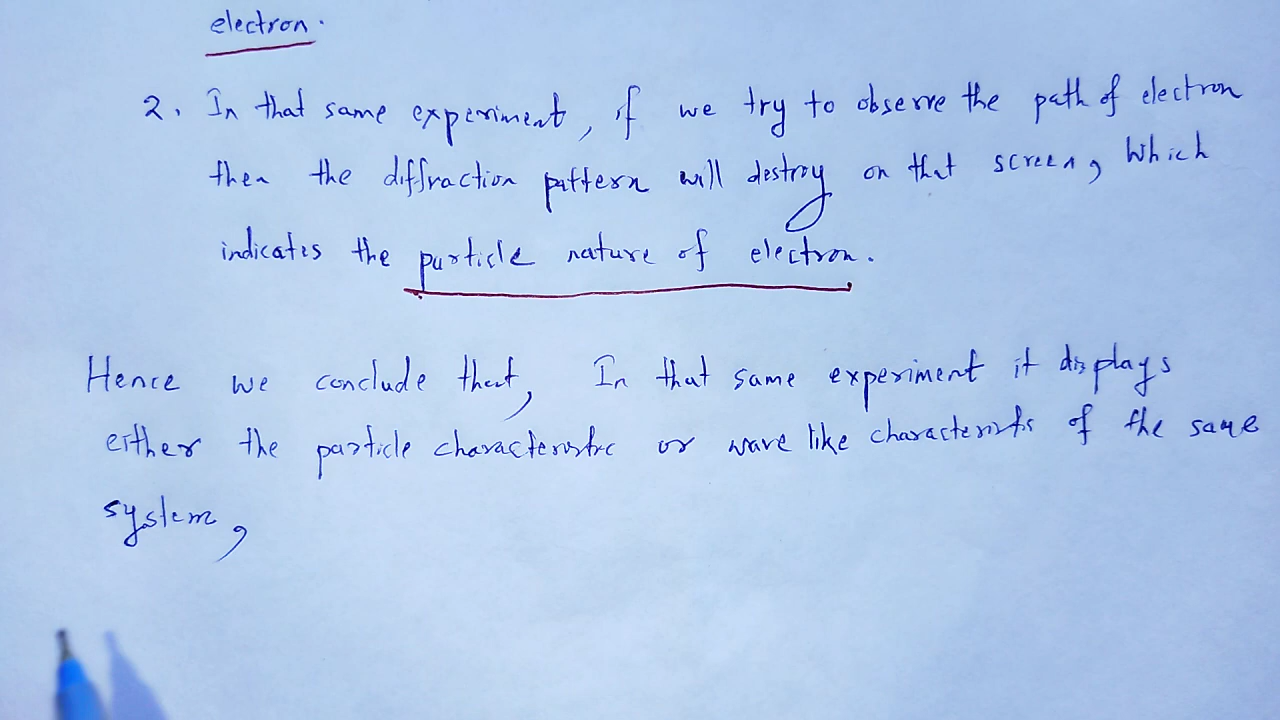 electron.
2. In that same experiment, if we try to observe the path of electron
then the diffraction pattern will destroy on that screen, which
indicates the particle nature of electron.
Hence we conclude that, In that same experiment it displays
either the particle characteristic or wave like characteristics of the same
system,